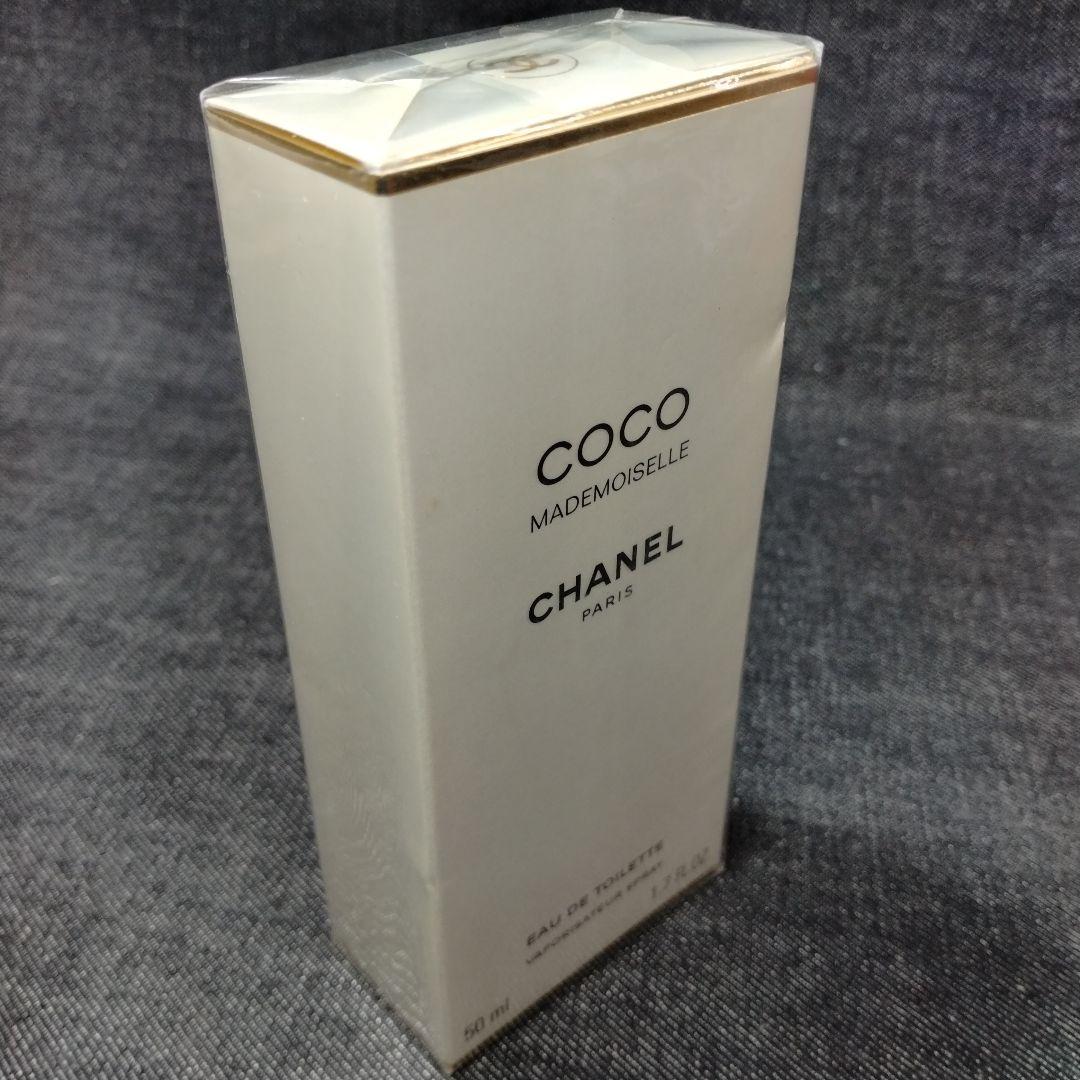 COCO
MADEMOISELLE
CHANEL
PARIS
EAU DE TOILETTE
VAPORISATEUR SPRAY
50 ml 1.7 FL.OZ